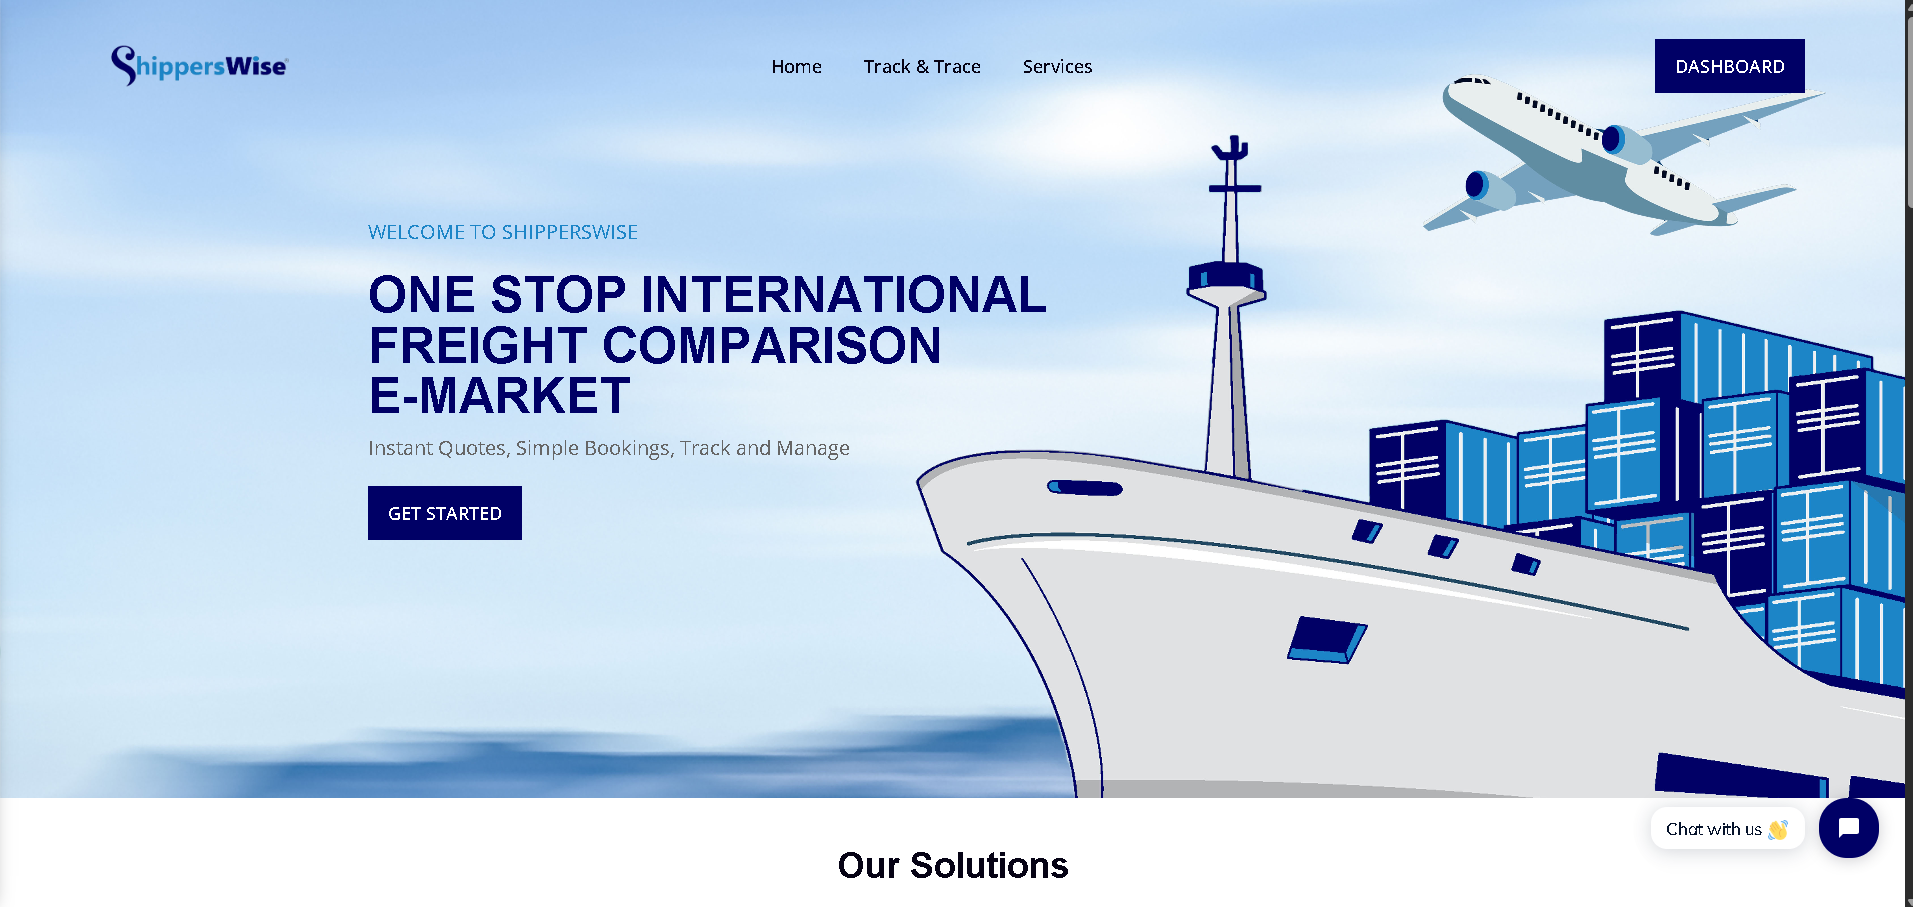 ShippersWise
Home
Track & Trace
Services
DASHBOARD
WELCOME TO SHIPPERSWISE
ONE STOP INTERNATIONAL
FREIGHT COMPARISON
E-MARKET
Instant Quotes, Simple Bookings, Track and Manage
GET STARTED
Chat with us 👋
Our Solutions